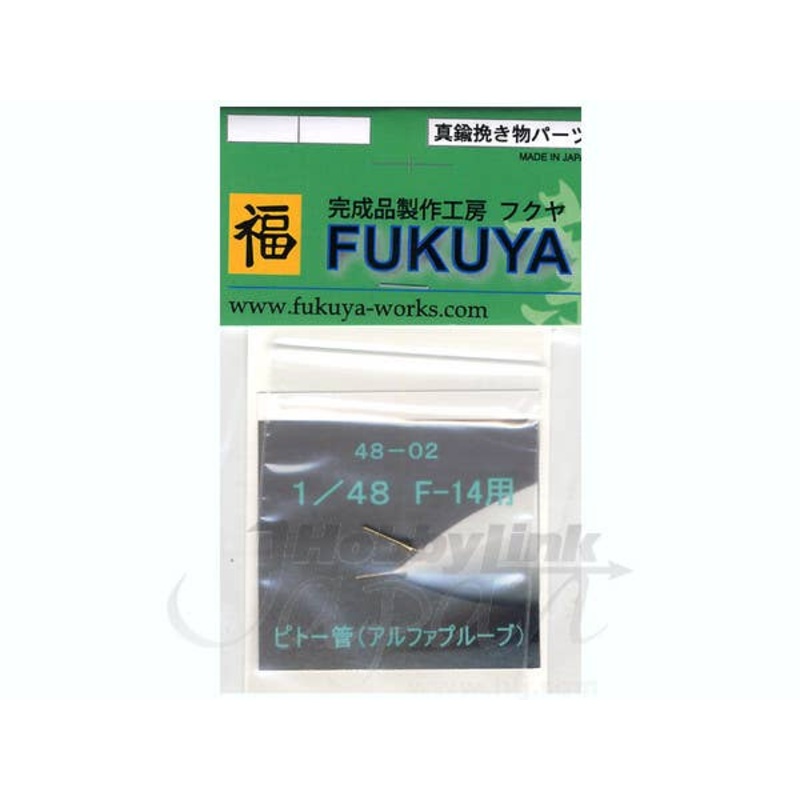 真鍮挽き物パーツ
MADE IN JAPA
福
完成品製作工房 フクヤ
FUKUYA
www.fukuya-works.com
48-02
1/48 F-14用
HobbyLink
Japan
ピトー管(アルファプルーブ)